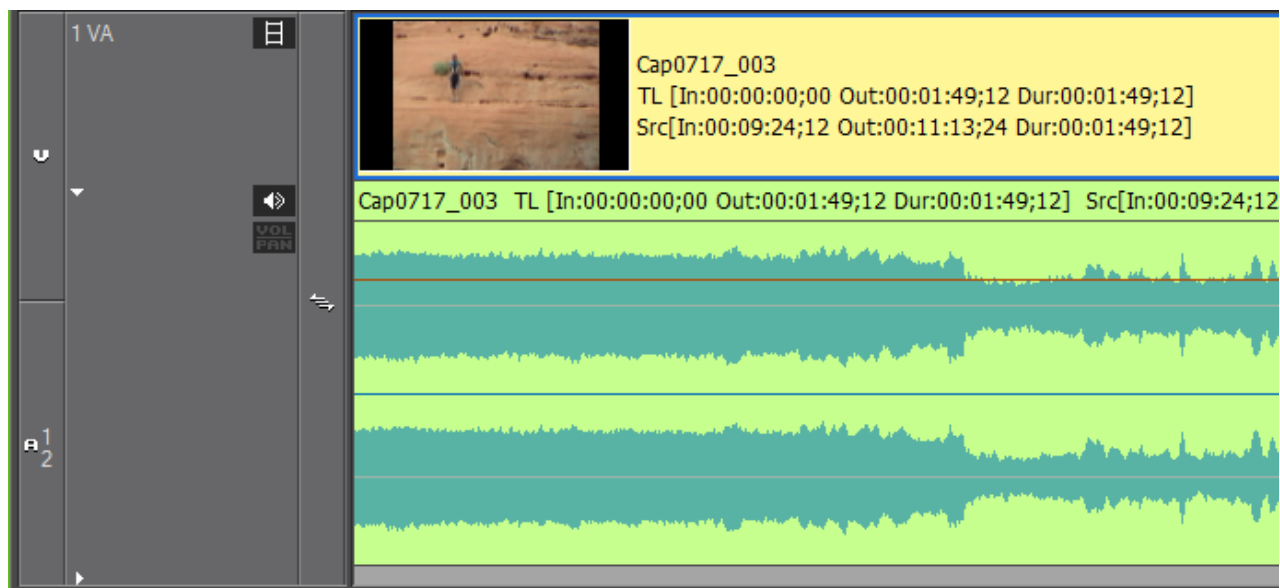 1 VA
Cap0717_003
TL [In:00:00:00;00 Out:00:01:49;12 Dur:00:01:49;12]
Src[In:00:09:24;12 Out:00:11:13;24 Dur:00:01:49;12]
V
Cap0717_003 TL [In:00:00:00;00 Out:00:01:49;12 Dur:00:01:49;12] Src[In:00:09:24;12
VOL
PAN
A 1
2